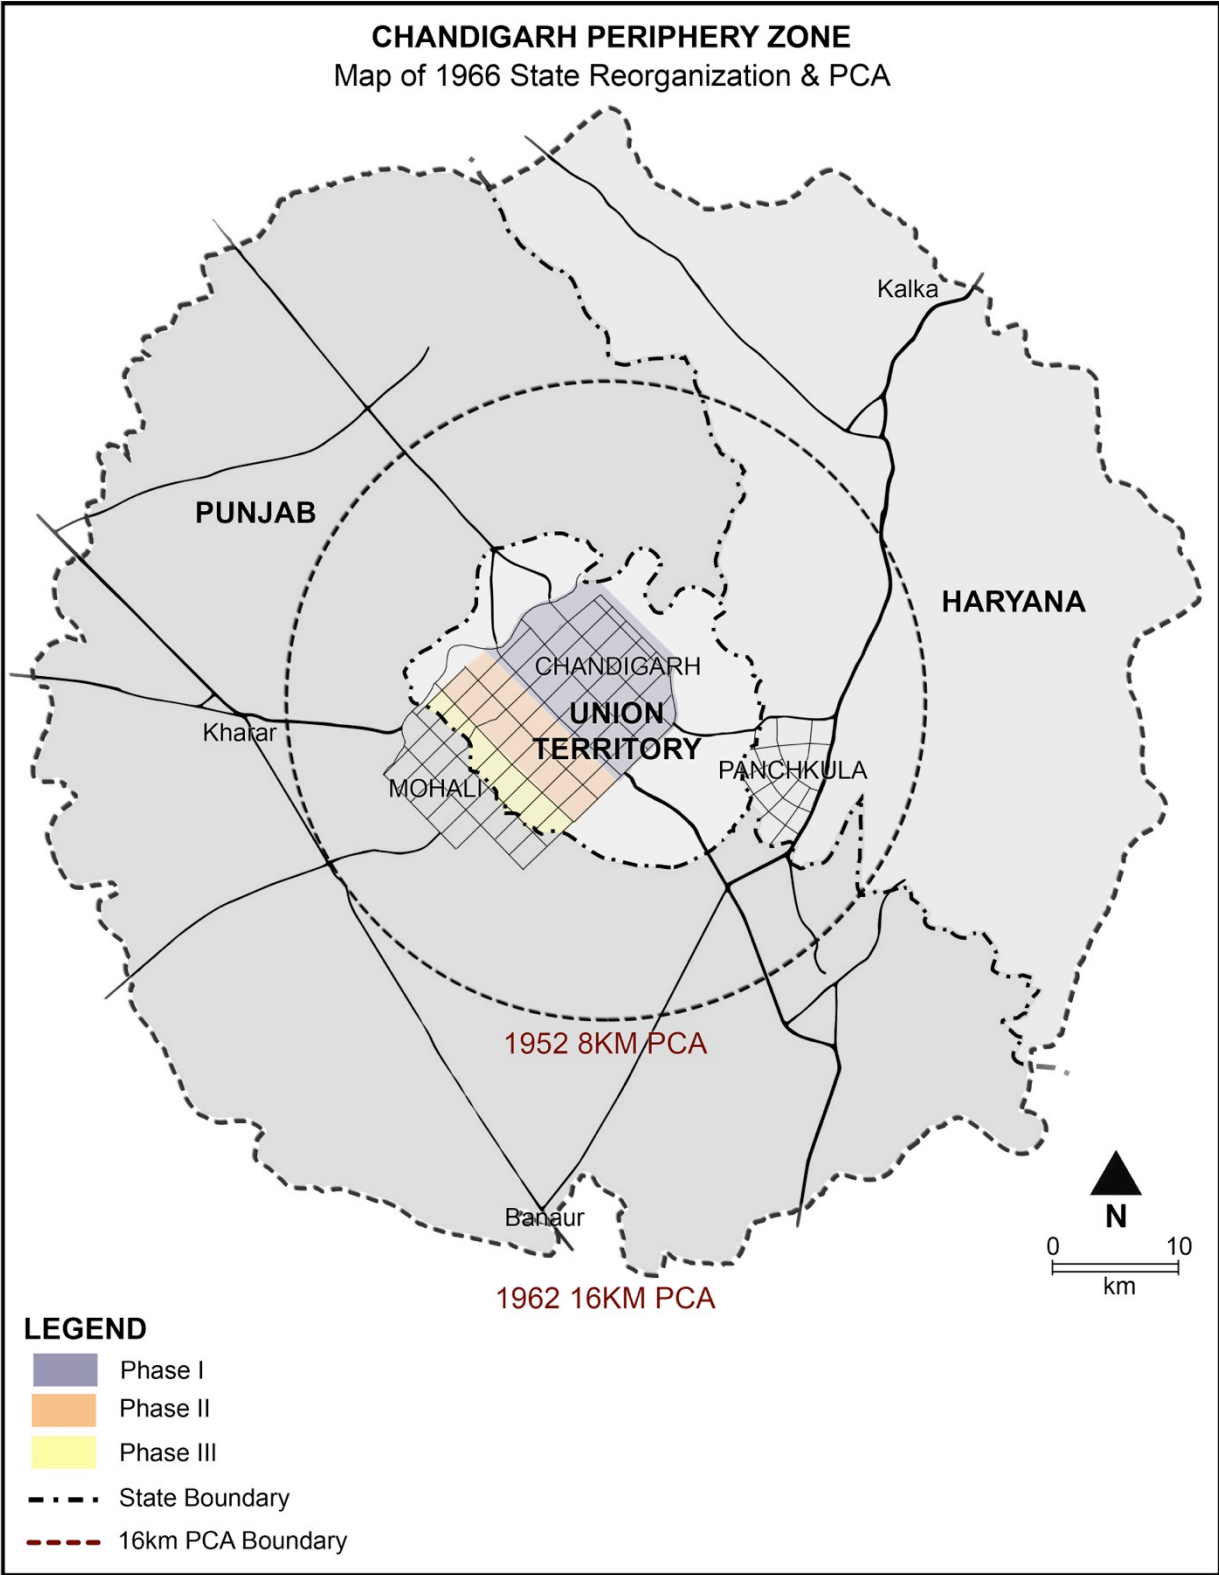 CHANDIGARH PERIPHERY ZONE
Map of 1966 State Reorganization & PCA
Kalka
PUNJAB
HARYANA
CHANDIGARH
UNION
TERRITORY
Kharar
PANCHKULA
MOHALI
1952 8KM PCA
Banaur
N
0 10
km
1962 16KM PCA
LEGEND
Phase I
Phase II
Phase III
State Boundary
16km PCA Boundary